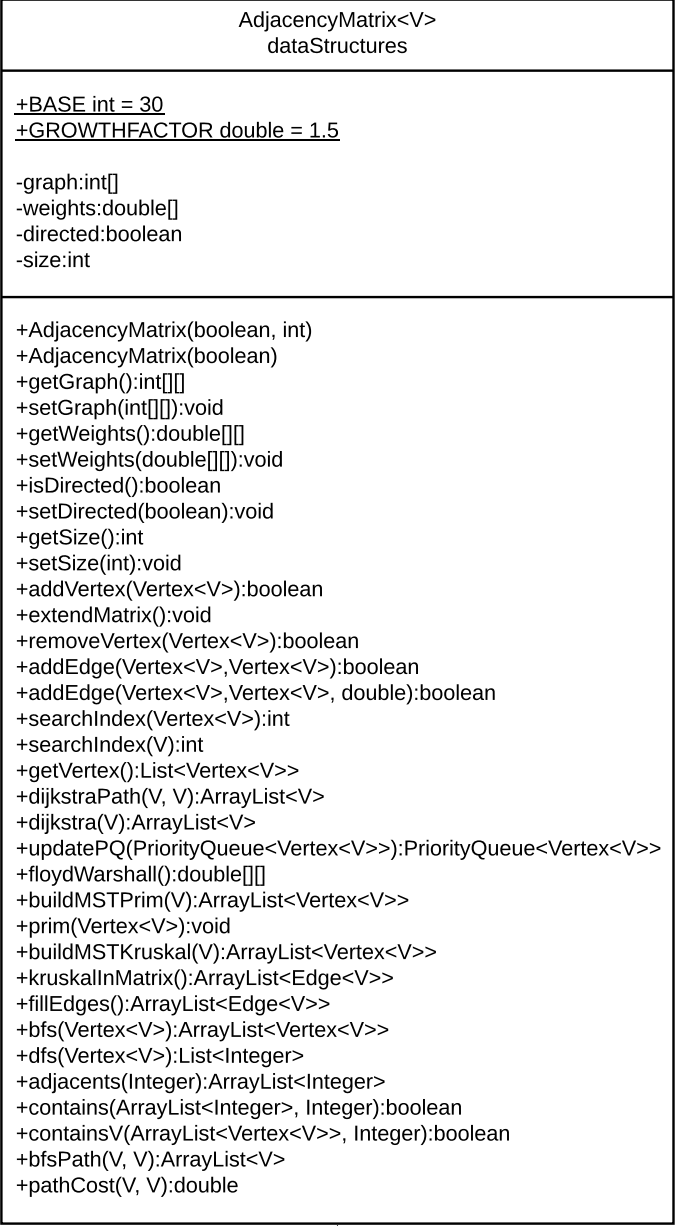 AdjacencyMatrix<V>
dataStructures
+BASE int = 30
+GROWTHFACTOR double = 1.5
-graph:int[]
-weights:double[]
-directed:boolean
-size:int
+AdjacencyMatrix(boolean, int)
+AdjacencyMatrix(boolean)
+getGraph():int[][]
+setGraph(int[][]):void
+getWeights():double[][]
+setWeights(double[][]):void
+isDirected():boolean
+setDirected(boolean):void
+getSize():int
+setSize(int):void
+addVertex(Vertex<V>):boolean
+extendMatrix():void
+removeVertex(Vertex<V>):boolean
+addEdge(Vertex<V>,Vertex<V>):boolean
+addEdge(Vertex<V>,Vertex<V>, double):boolean
+searchIndex(Vertex<V>):int
+searchIndex(V):int
+getVertex():List<Vertex<V>>
+dijkstraPath(V, V):ArrayList<V>
+dijkstra(V):ArrayList<V>
+updatePQ(PriorityQueue<Vertex<V>>):PriorityQueue<Vertex<V>>
+floydWarshall():double[][]
+buildMSTPrim(V):ArrayList<Vertex<V>>
+prim(Vertex<V>):void
+buildMSTKruskal(V):ArrayList<Vertex<V>>
+kruskalInMatrix():ArrayList<Edge<V>>
+fillEdges():ArrayList<Edge<V>>
+bfs(Vertex<V>):ArrayList<Vertex<V>>
+dfs(Vertex<V>):List<Integer>
+adjacents(Integer):ArrayList<Integer>
+contains(ArrayList<Integer>, Integer):boolean
+containsV(ArrayList<Vertex<V>>, Integer):boolean
+bfsPath(V, V):ArrayList<V>
+pathCost(V, V):double